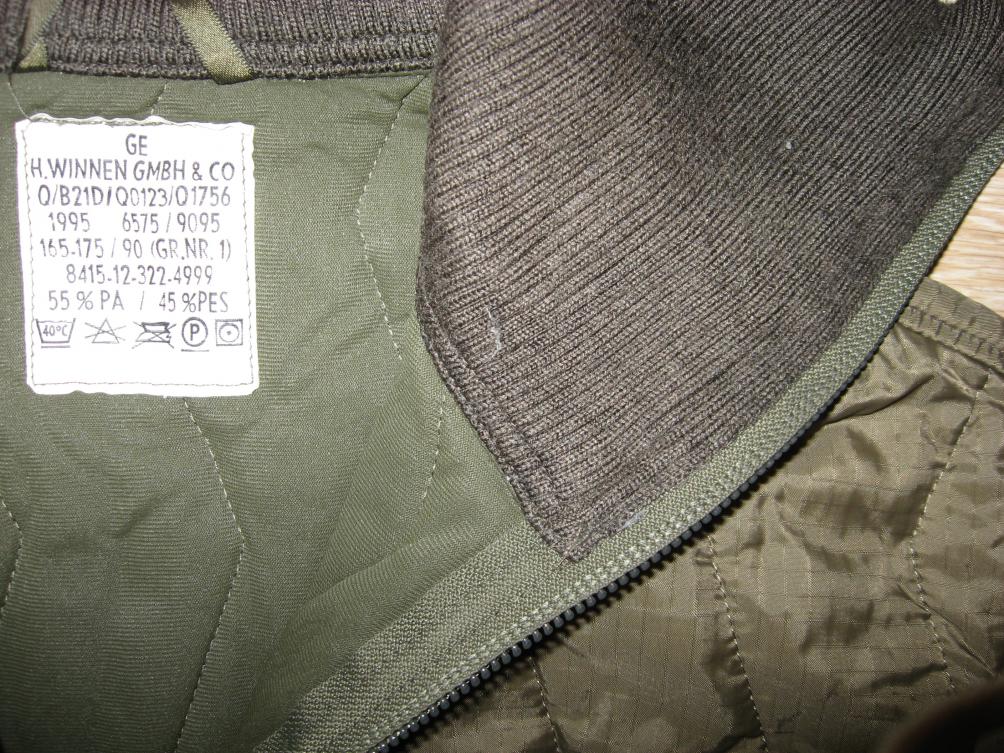 GE
H.WINNEN GMBH & CO
Q/B21D/Q0123/Q1756
1995 6575 / 9095
165-175 / 90 (GR.NR. 1)
8415-12-322-4999
55 % PA / 45 %PES
40°C P